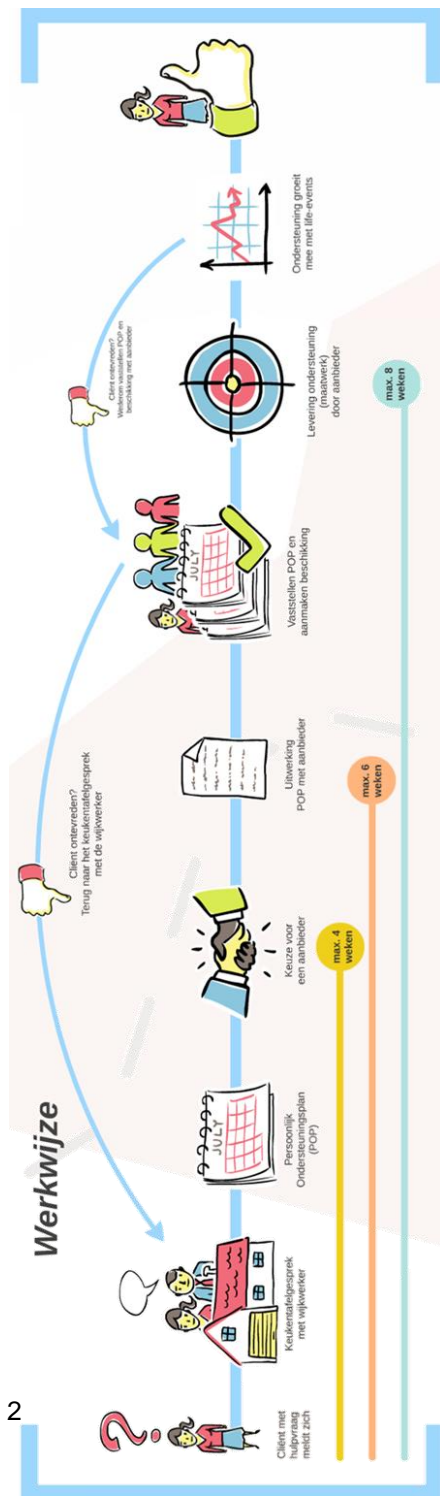 Werkwijze
Cliënt ontevreden?
Terug naar het keukentafelgesprek
met de wijkwerker
Cliënt ontevreden?
Wederom vaststellen POP en
beschikking met aanbieder
JULY
JULY
Cliënt met
hulpvraag
meldt zich
Keukentafelgesprek
met wijkwerker
Persoonlijk
Ondersteuningsplan
(POP)
Keuze voor
een aanbieder
Uitwerking
POP met aanbieder
Vaststellen POP en
aanmaken beschikking
Levering ondersteuning
(maatwerk)
door aanbieder
Ondersteuning groeit
mee met life-events
max. 4
weken
max. 6
weken
max. 8
weken
2